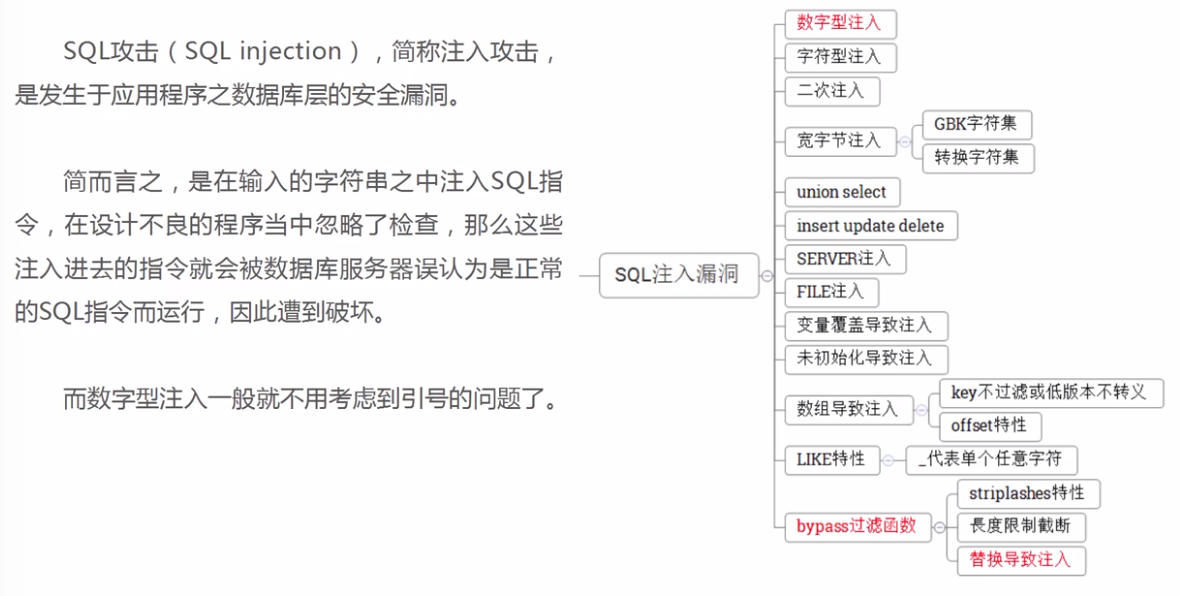 SQL攻击（SQL injection），简称注入攻击，
是发生于应用程序之数据库层的安全漏洞。
简而言之，是在输入的字符串之中注入SQL指
令，在设计不良的程序当中忽略了检查，那么这些
注入进去的指令就会被数据库服务器误认为是正常
的SQL指令而运行，因此遭到破坏。
而数字型注入一般就不用考虑到引号的问题了。
SQL注入漏洞
数字型注入
字符型注入
二次注入
宽字节注入
GBK字符集
转换字符集
union select
insert update delete
SERVER注入
FILE注入
变量覆盖导致注入
未初始化导致注入
数组导致注入
key不过滤或低版本不转义
offset特性
LIKE特性
_代表单个任意字符
bypass过滤函数
striplashes特性
長度限制截断
替换导致注入